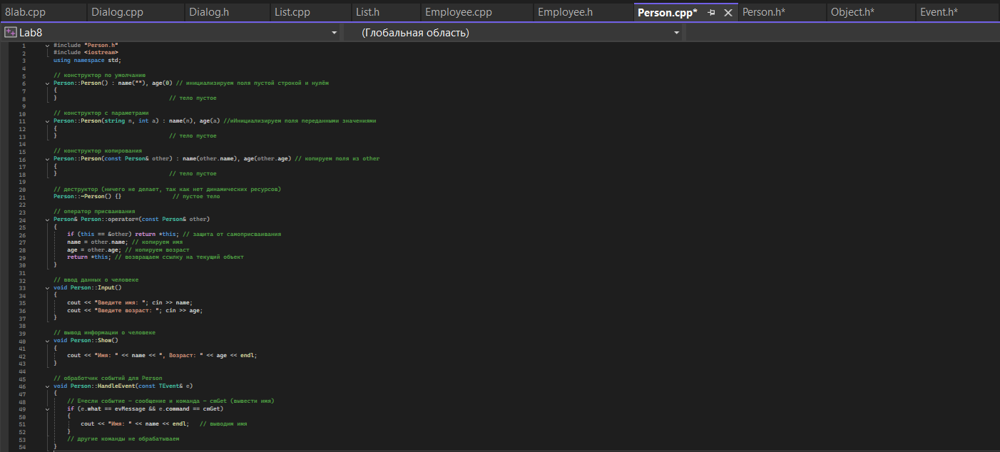 8lab.cpp Dialog.cpp Dialog.h List.cpp List.h Employee.cpp Employee.h Person.cpp* Person.h* Object.h* Event.h*
Lab8 (Глобальная область)
1 #include "Person.h"
2 #include <iostream>
3 using namespace std;
4
5 // конструктор по умолчанию
6 Person::Person() : name(""), age(0) // инициализируем поля пустой строкой и нулём
7 {
8 } // тело пустое
9
10 // конструктор с параметрами
11 Person::Person(string n, int a) : name(n), age(a) //иИнициализируем поля переданными значениями
12 {
13 } // тело пустое
14
15 // конструктор копирования
16 Person::Person(const Person& other) : name(other.name), age(other.age) // копируем поля из other
17 {
18 } // тело пустое
19
20 // деструктор (ничего не делает, так как нет динамических ресурсов)
21 Person::~Person() {} // пустое тело
22
23 // оператор присваивания
24 Person& Person::operator=(const Person& other)
25 {
26 if (this == &other) return *this; // защита от самоприсваивания
27 name = other.name; // копируем имя
28 age = other.age; // копируем возраст
29 return *this; // возвращаем ссылку на текущий объект
30 }
31
32 // ввод данных о человеке
33 void Person::Input()
34 {
35 cout << "Введите имя: "; cin >> name;
36 cout << "Введите возраст: "; cin >> age;
37 }
38
39 // вывод информации о человеке
40 void Person::Show()
41 {
42 cout << "Имя: " << name << ", Возраст: " << age << endl;
43 }
44
45 // обработчик событий для Person
46 void Person::HandleEvent(const TEvent& e)
47 {
48 // Е=если событие – сообщение и команда – cmGet (вывести имя)
49 if (e.what == evMessage && e.command == cmGet)
50 {
51 cout << "Имя: " << name << endl; // выводим имя
52 }
53 // другие команды не обрабатываем
54 }